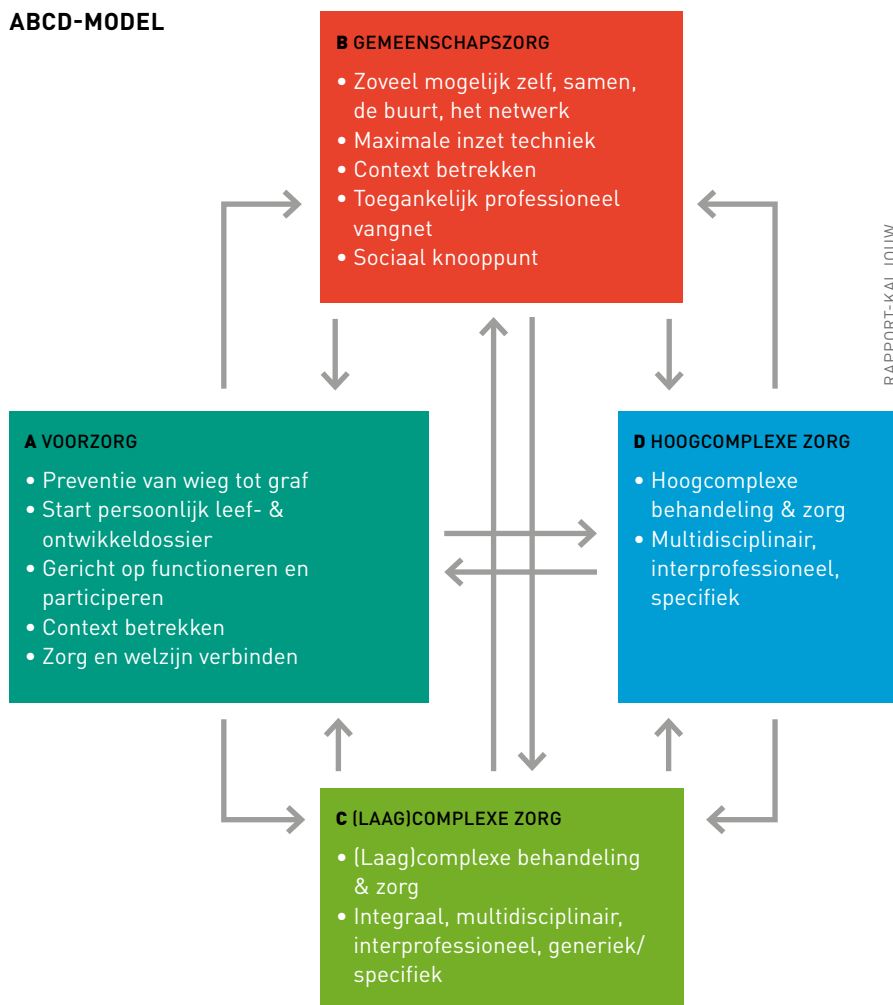 ABCD-MODEL
B GEMEENSCHAPSZORG
• Zoveel mogelijk zelf, samen,
de buurt, het netwerk
• Maximale inzet techniek
• Context betrekken
• Toegankelijk professioneel
vangnet
• Sociaal knooppunt
RAPPORT-KALJOUW
A VOORZORG
• Preventie van wieg tot graf
• Start persoonlijk leef- &
ontwikkeldossier
• Gericht op functioneren en
participeren
• Context betrekken
• Zorg en welzijn verbinden
D HOOGCOMPLEXE ZORG
• Hoogcomplexe
behandeling & zorg
• Multidisciplinair,
interprofessioneel,
specifiek
C (LAAG)COMPLEXE ZORG
• (Laag)complexe behandeling
& zorg
• Integraal, multidisciplinair,
interprofessioneel, generiek/
specifiek